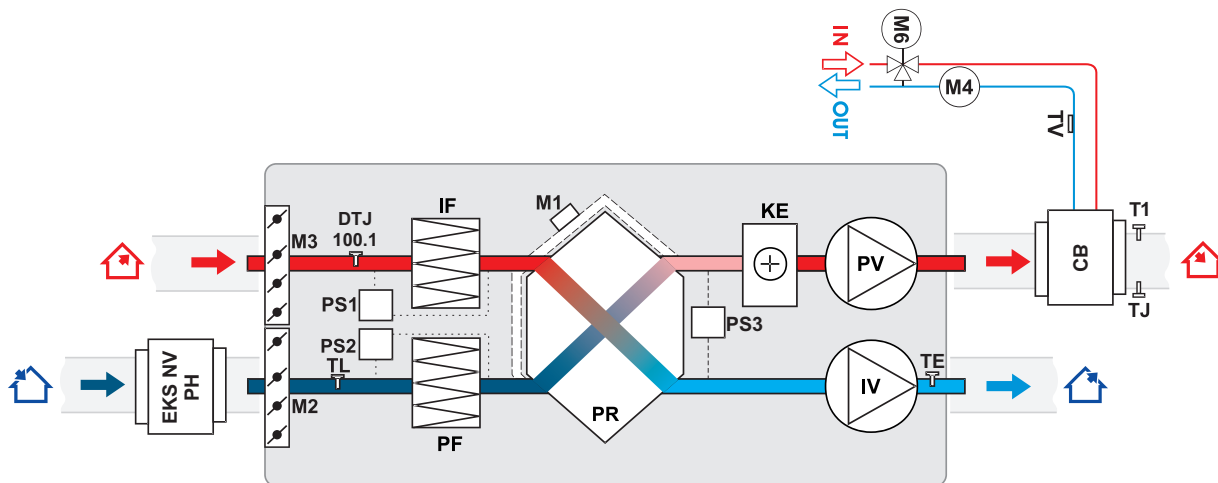 M6
IN
M4
OUT
TV
IF
M1
KE
T1
DTJ
100.1
M3
PV
CB
PS1
PS3
TJ
PS2
TL
TE
EKS NV
PH
M2
PR
IV
PF